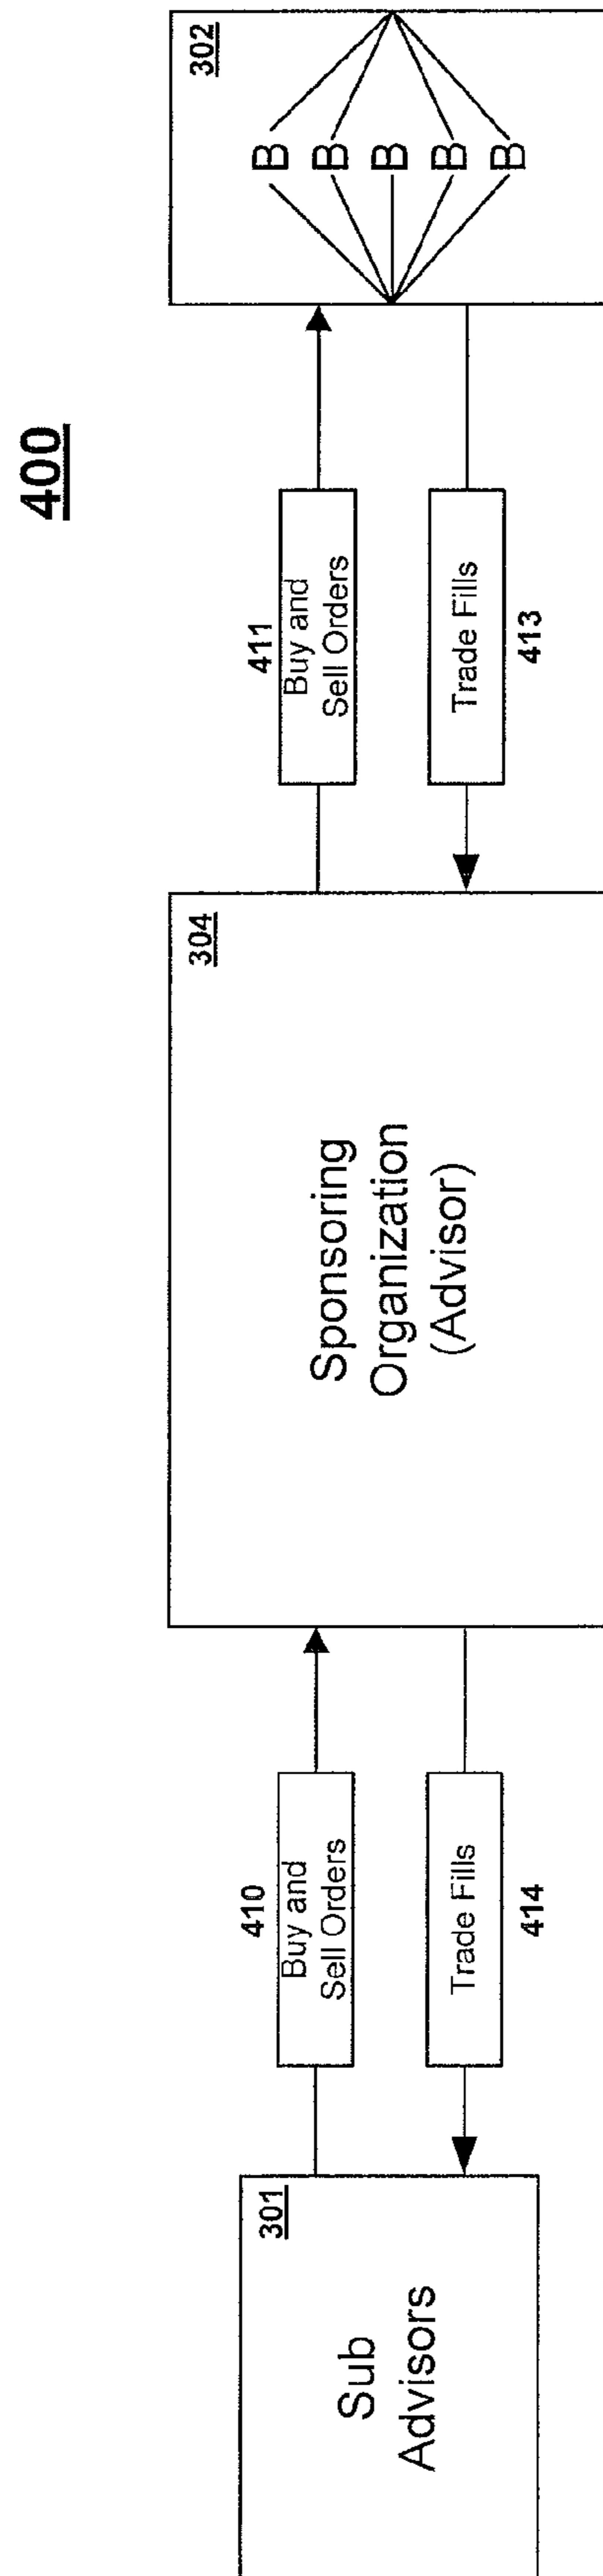 400
301
Sub
Advisors
410
Buy and
Sell Orders
Trade Fills
414
304
Sponsoring
Organization
(Advisor)
411
Buy and
Sell Orders
Trade Fills
413
302
B
B
B
B
B